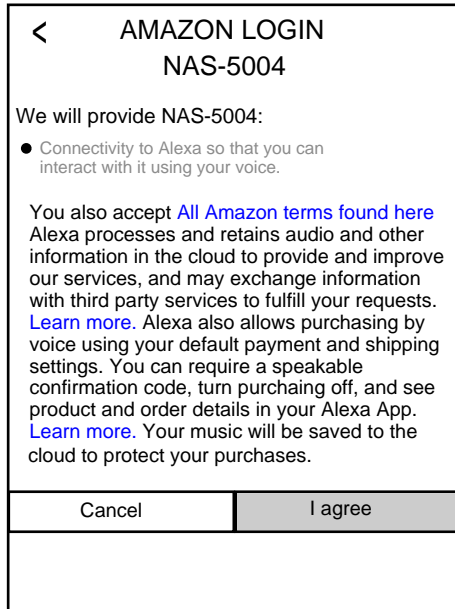 < AMAZON LOGIN
NAS-5004
We will provide NAS-5004:
● Connectivity to Alexa so that you can
interact with it using your voice.
You also accept All Amazon terms found here
Alexa processes and retains audio and other
information in the cloud to provide and improve
our services, and may exchange information
with third party services to fulfill your requests.
Learn more. Alexa also allows purchasing by
voice using your default payment and shipping
settings. You can require a speakable
confirmation code, turn purchaing off, and see
product and order details in your Alexa App.
Learn more. Your music will be saved to the
cloud to protect your purchases.
Cancel I agree